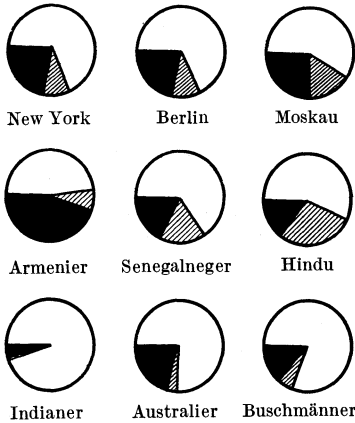 New York Berlin Moskau
Armenier Senegalneger Hindu
Indianer Australier Buschmänner